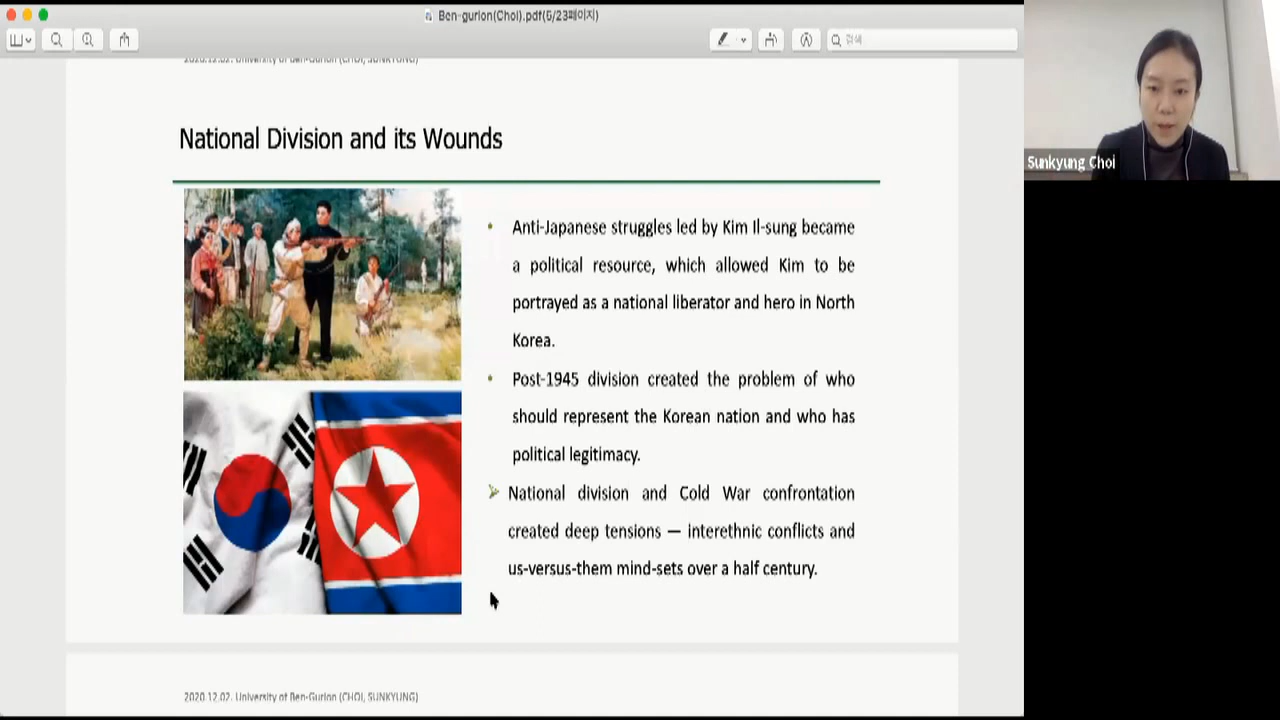 Ben-gurion(Choi).pdf(5/23페이지)
검색
2020.12.02. University of Ben-Gurion (CHOI, SUNKYUNG)
National Division and its Wounds
• Anti-Japanese struggles led by Kim Il-sung became
a political resource, which allowed Kim to be
portrayed as a national liberator and hero in North
Korea.
• Post-1945 division created the problem of who
should represent the Korean nation and who has
political legitimacy.
➢ National division and Cold War confrontation
created deep tensions — interethnic conflicts and
us-versus-them mind-sets over a half century.
2020.12.02. University of Ben-Gurion (CHOI, SUNKYUNG)
Sunkyung Choi